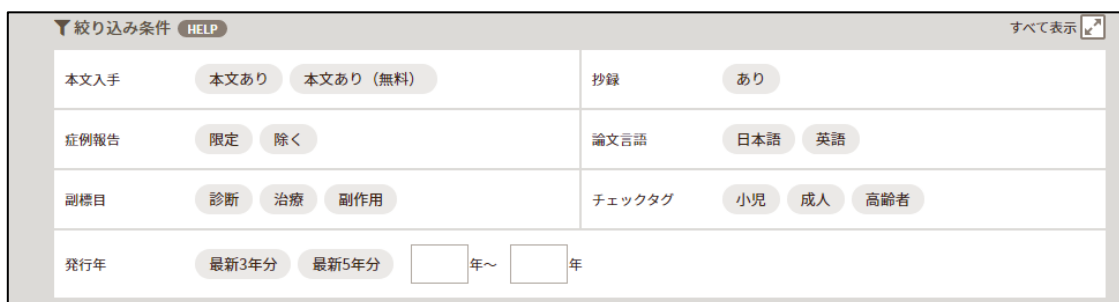 絞り込み条件 HELP すべて表示
本文入手 本文あり 本文あり（無料） 抄録 あり
症例報告 限定 除く 論文言語 日本語 英語
副標目 診断 治療 副作用 チェックタグ 小児 成人 高齢者
発行年 最新3年分 最新5年分 年～ 年